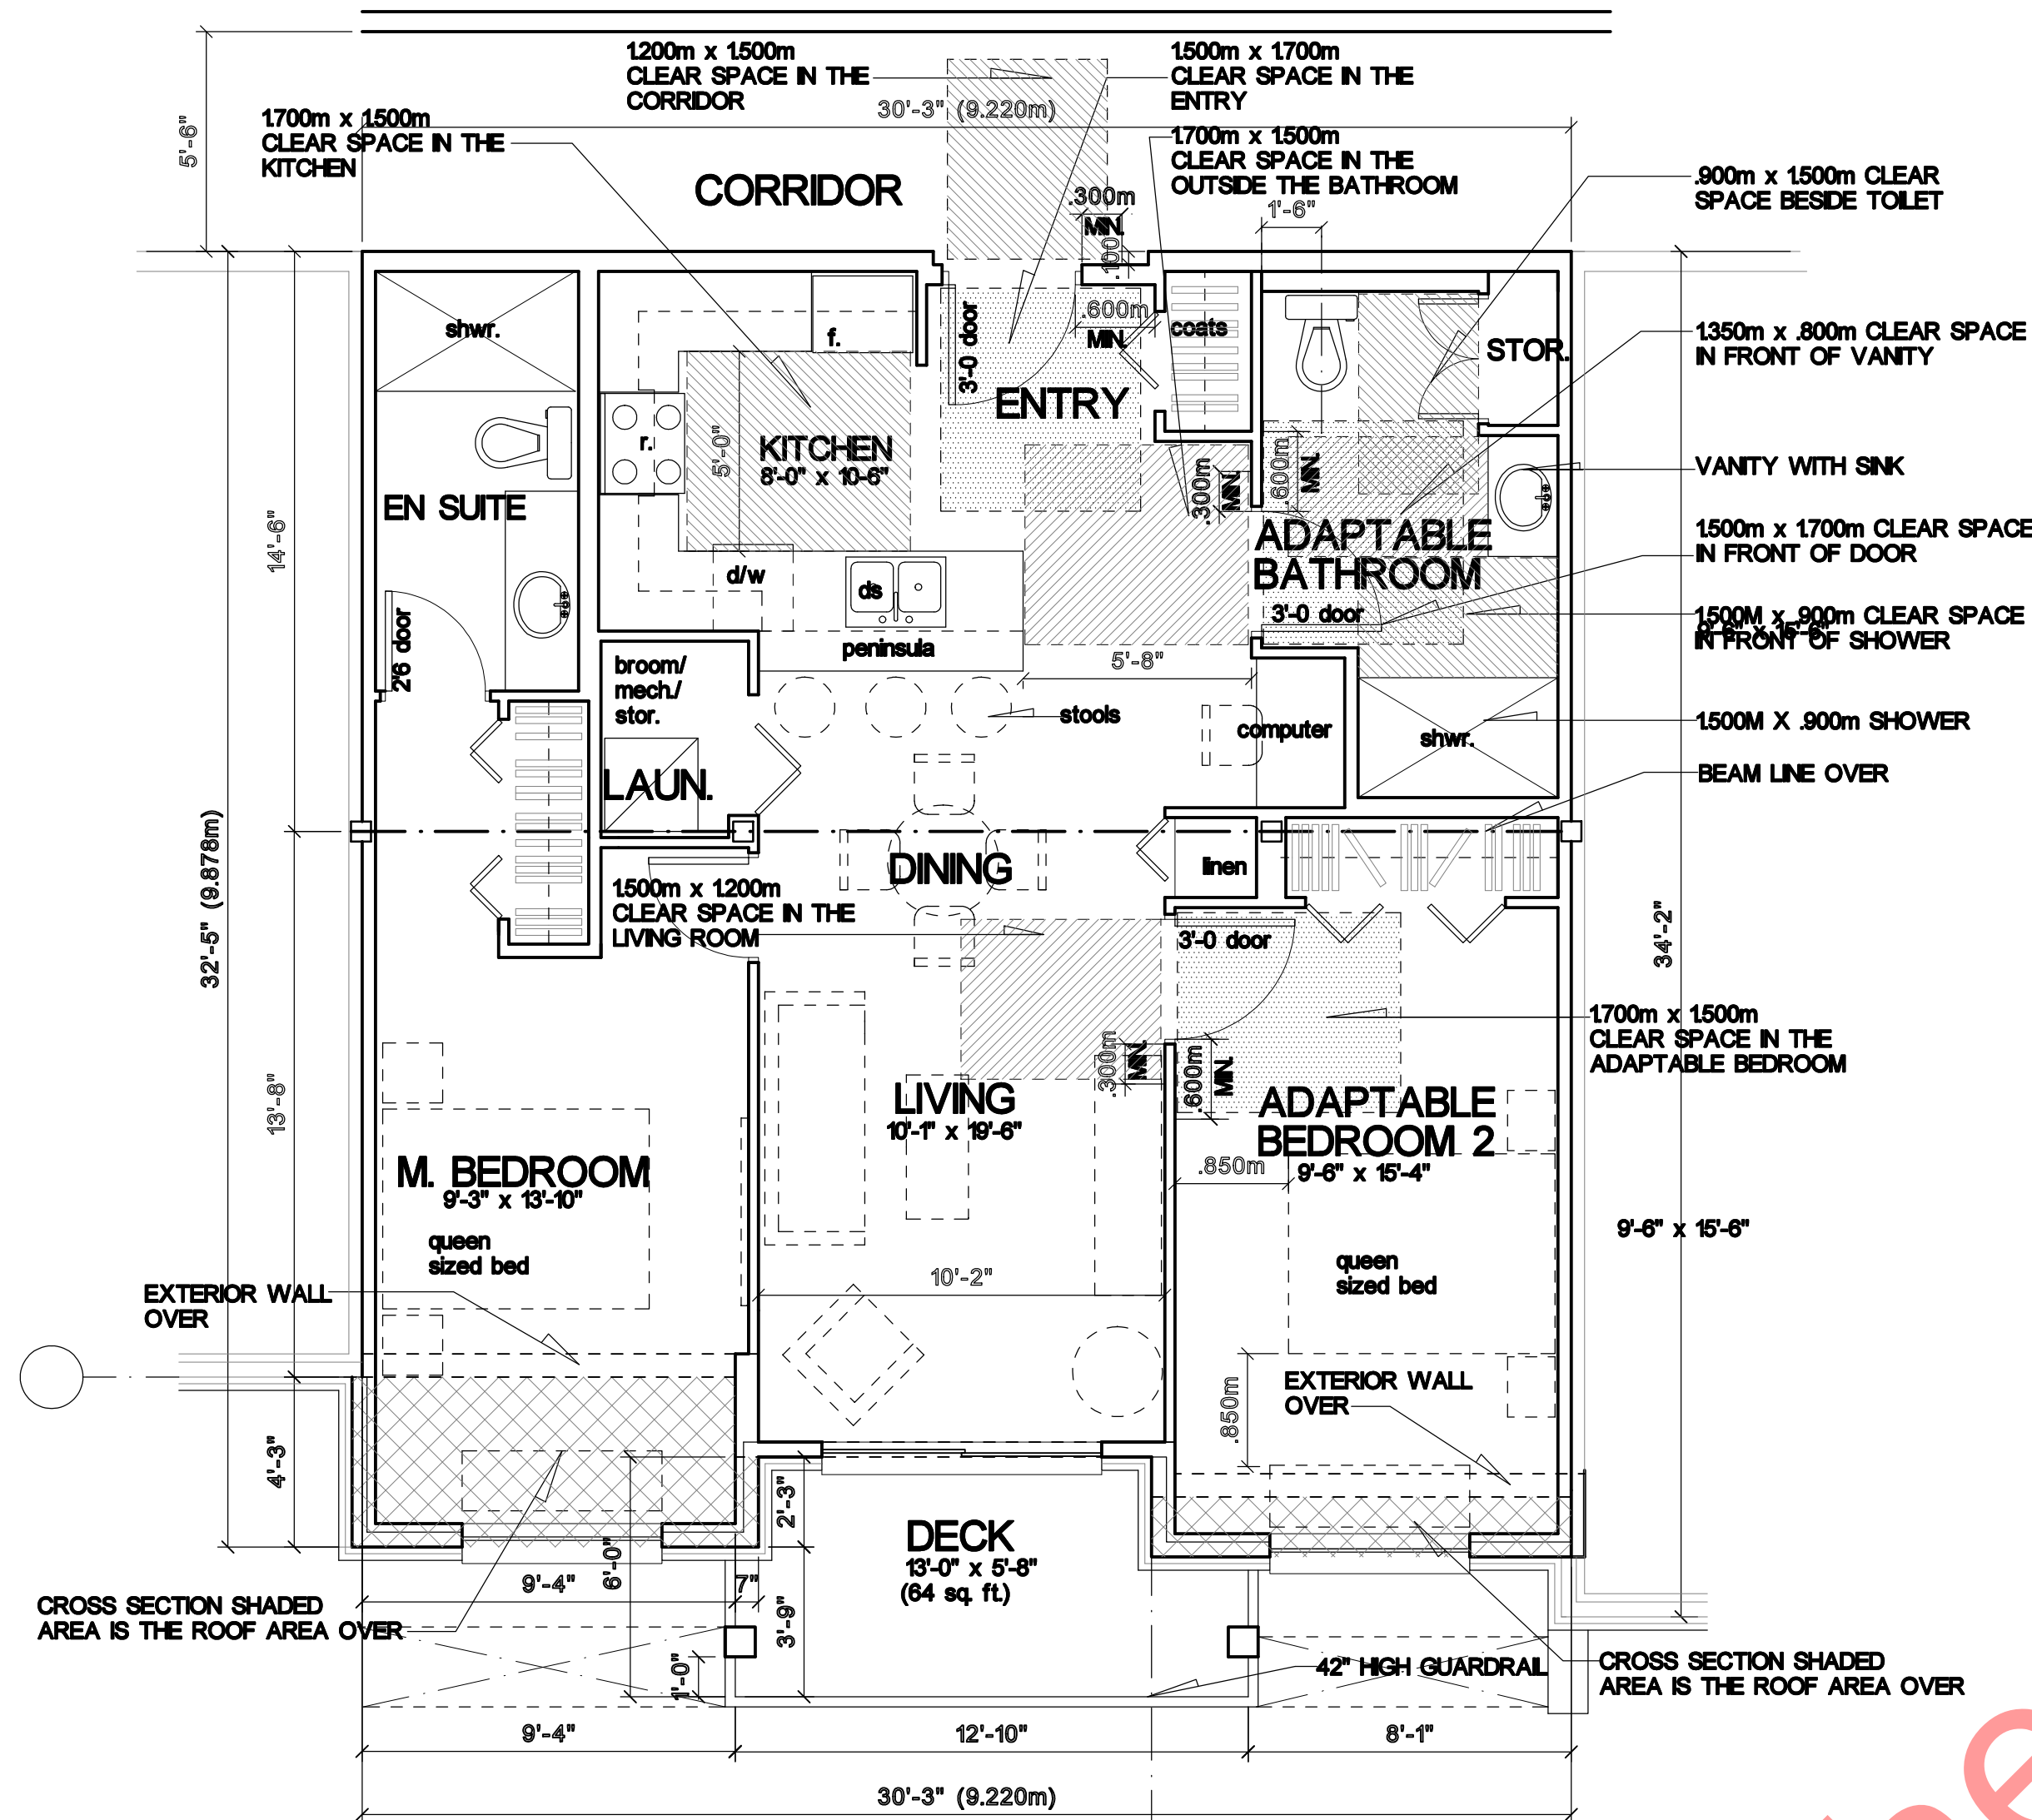 1.200m x 1.500m
CLEAR SPACE IN THE
CORRIDOR
1.500m x 1.700m
CLEAR SPACE IN THE
ENTRY
30'-3" (9.220m)
5'-6"
1.700m x 1.500m
CLEAR SPACE IN THE
KITCHEN
1.700m x 1.500m
CLEAR SPACE IN THE
OUTSIDE THE BATHROOM
CORRIDOR
.300m
MIN.
.100
1'-6"
.900m x 1.500m CLEAR
SPACE BESIDE TOILET
shwr.
f.
3'-0 door
.600m
MIN.
coats
STOR.
1.350m x .800m CLEAR SPACE
IN FRONT OF VANITY
ENTRY
r.
5'-0"
KITCHEN
8'-0" x 10-6"
.300m
MIN.
.600m
MIN.
VANITY WITH SINK
EN SUITE
14'-6"
ADAPTABLE
BATHROOM
3'-0 door
1.500m x 1.700m CLEAR SPACE
IN FRONT OF DOOR
d/w
ds
2'6 door
1.500M x .900m CLEAR SPACE
IN FRONT OF SHOWER
9'-6" x 15'-6"
peninsula
5'-8"
broom/
mech./
stor.
stools
computer
shwr.
1.500M X .900m SHOWER
BEAM LINE OVER
LAUN.
32'-5" (9.878m)
DINING
linen
1.500m x 1.200m
CLEAR SPACE IN THE
LIVING ROOM
3'-0 door
34'-2"
1.700m x 1.500m
CLEAR SPACE IN THE
ADAPTABLE BEDROOM
13'-8"
.300m
MIN.
.600m
MIN.
LIVING
10'-1" x 19'-6"
ADAPTABLE
BEDROOM 2
9'-6" x 15'-4"
.850m
M. BEDROOM
9'-3" x 13'-10"
9'-6" x 15'-6"
queen
sized bed
queen
sized bed
10'-2"
EXTERIOR WALL
OVER
EXTERIOR WALL
OVER
.850m
4'-3"
2'-3"
DECK
13'-0" x 5'-8"
(64 sq. ft.)
9'-4"
6'-0"
7"
3'-9"
1'-0"
CROSS SECTION SHADED
AREA IS THE ROOF AREA OVER
42" HIGH GUARDRAIL
CROSS SECTION SHADED
AREA IS THE ROOF AREA OVER
9'-4"
12'-10"
8'-1"
30'-3" (9.220m)